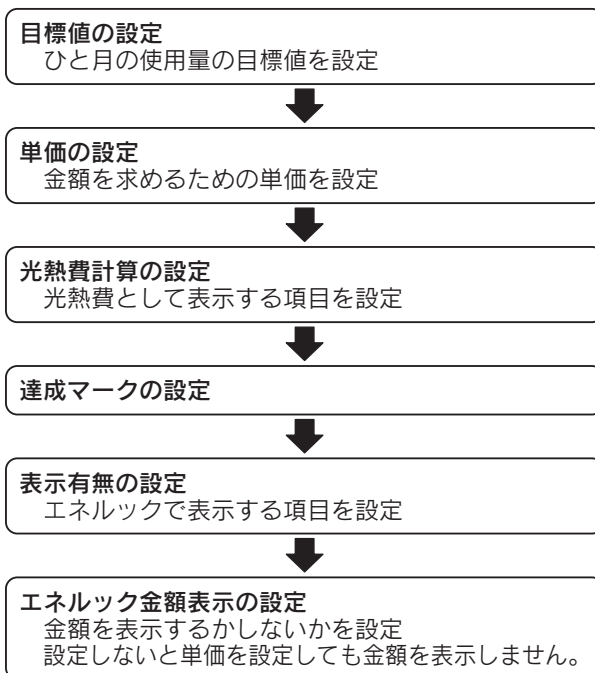 目標値の設定
ひと月の使用量の目標値を設定
単価の設定
金額を求めるための単価を設定
光熱費計算の設定
光熱費として表示する項目を設定
達成マークの設定
表示有無の設定
エネルックで表示する項目を設定
エネルック金額表示の設定
金額を表示するかしないかを設定
設定しないと単価を設定しても金額を表示しません。